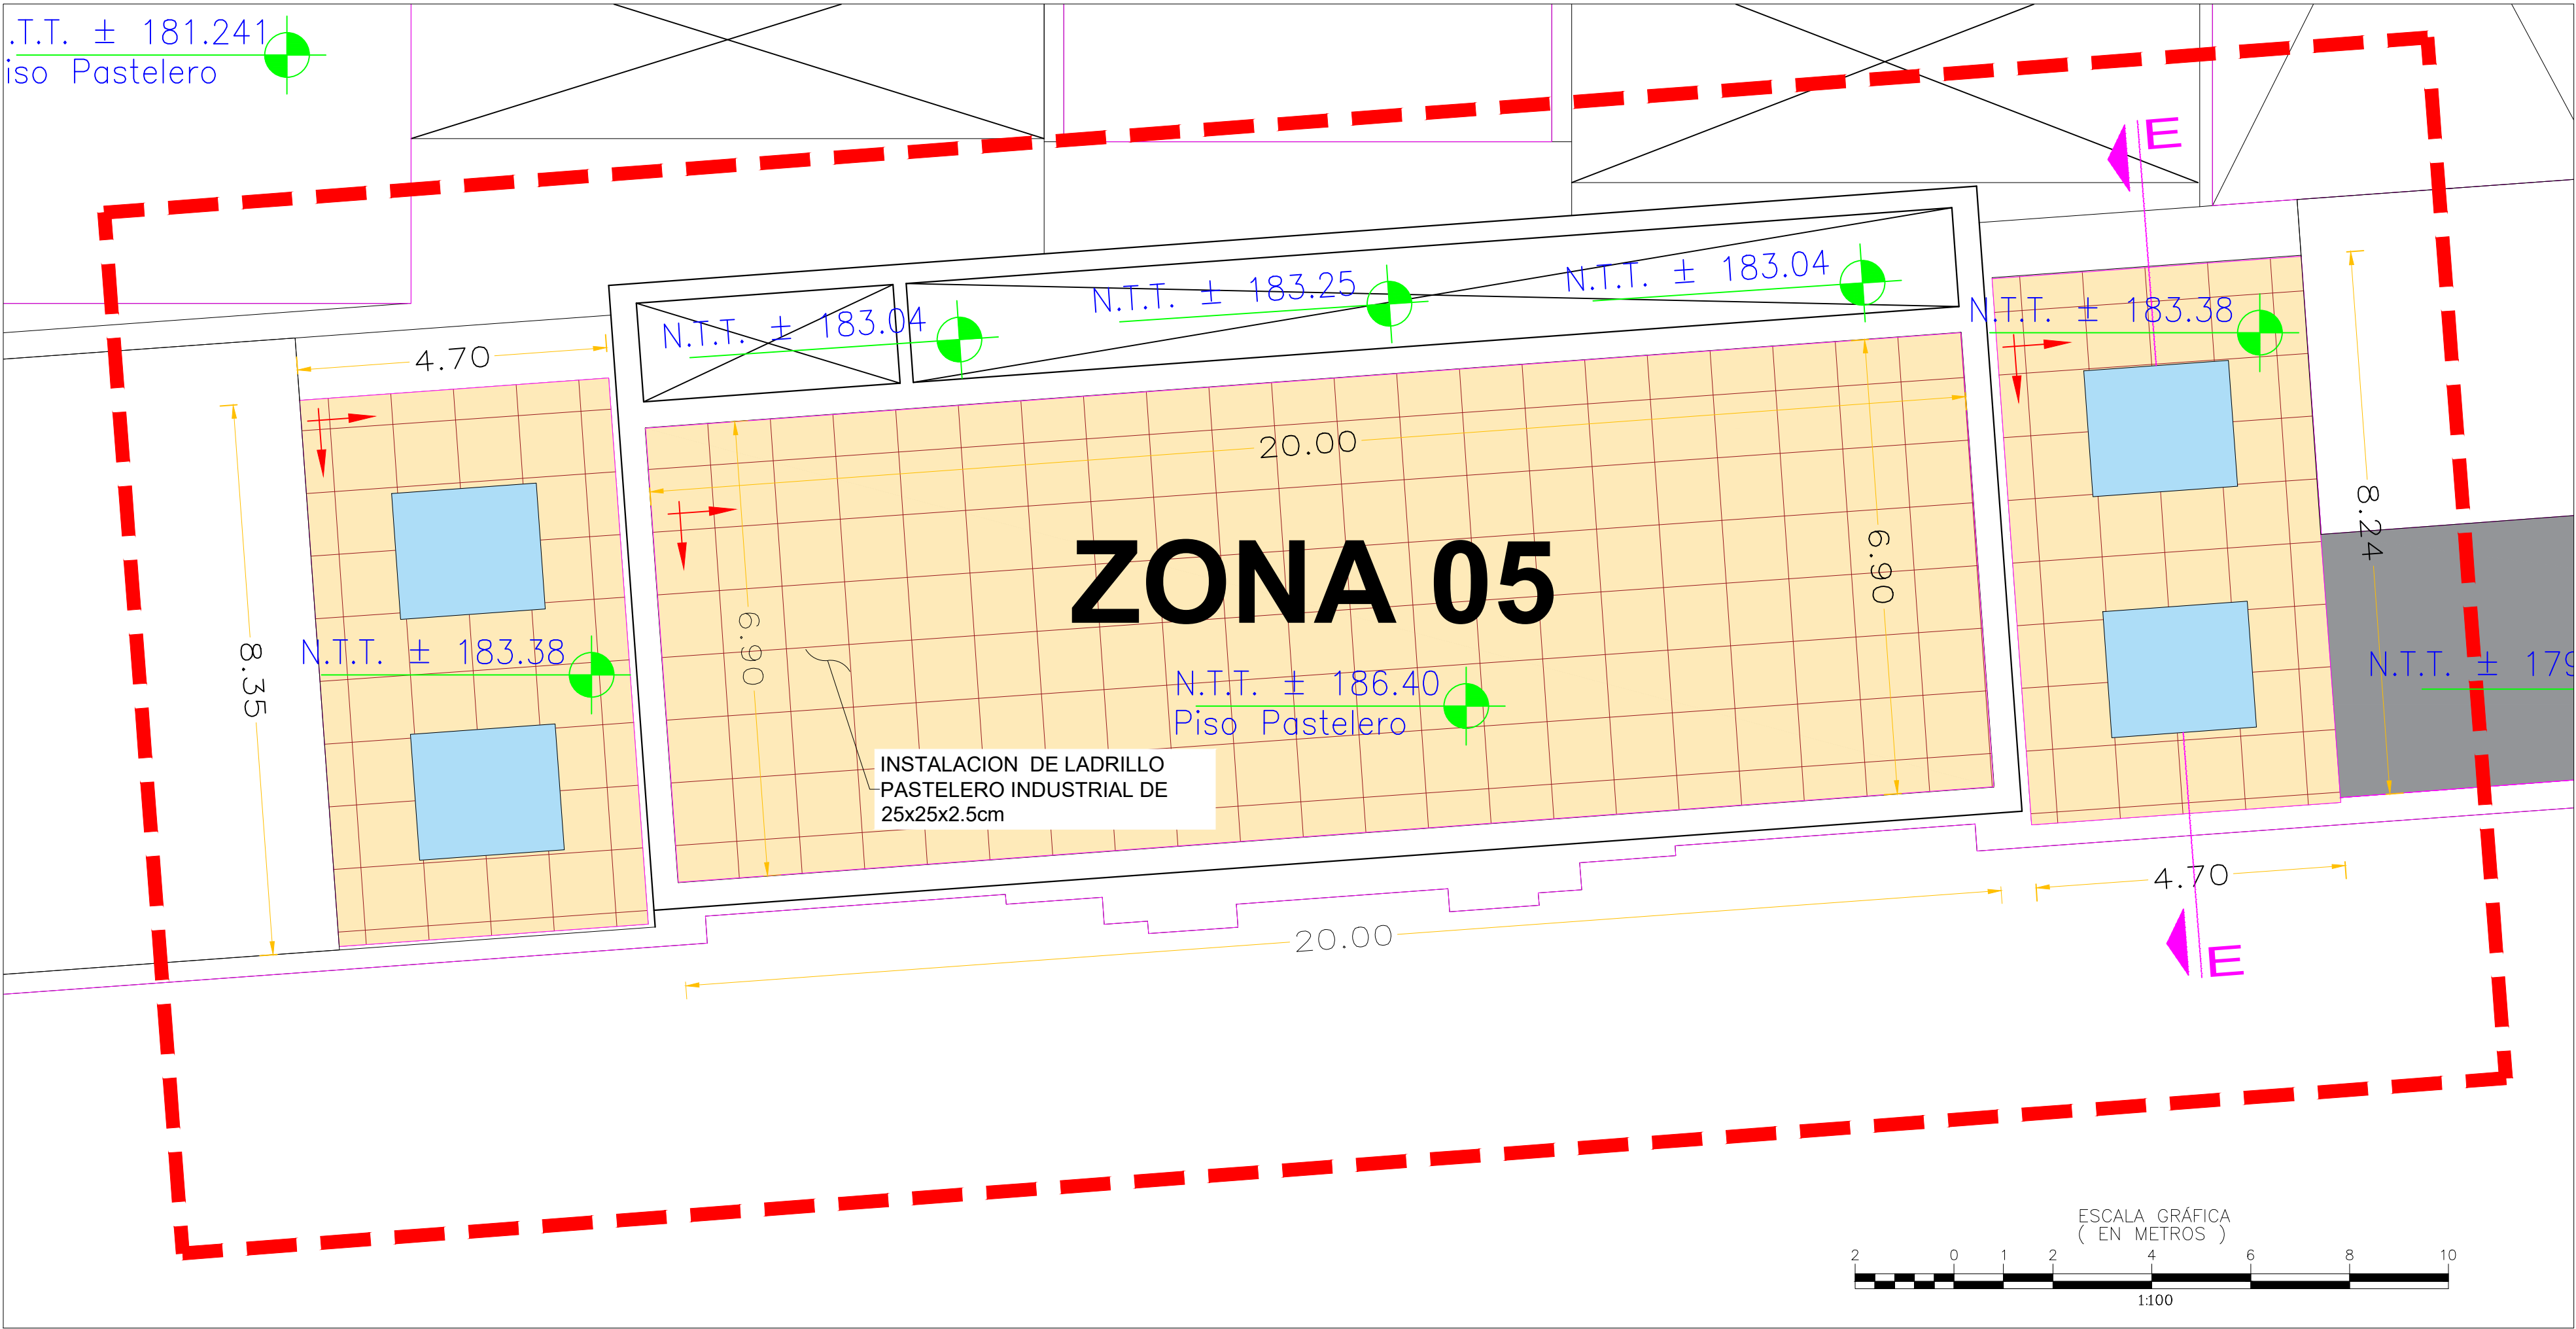 .T.T. ± 181.241
iso Pastelero
N.T.T. ± 183.04
N.T.T. ± 183.25
N.T.T. ± 183.04
N.T.T. ± 183.38
E
4.70
20.00
8.35
6.90
ZONA 05
6.90
8.24
N.T.T. ± 183.38
N.T.T. ± 186.40
Piso Pastelero
N.T.T. ± 179
INSTALACION DE LADRILLO
PASTELERO INDUSTRIAL DE
25x25x2.5cm
4.70
20.00
E
ESCALA GRÁFICA
( EN METROS )
2 0 1 2 4 6 8 10
1:100